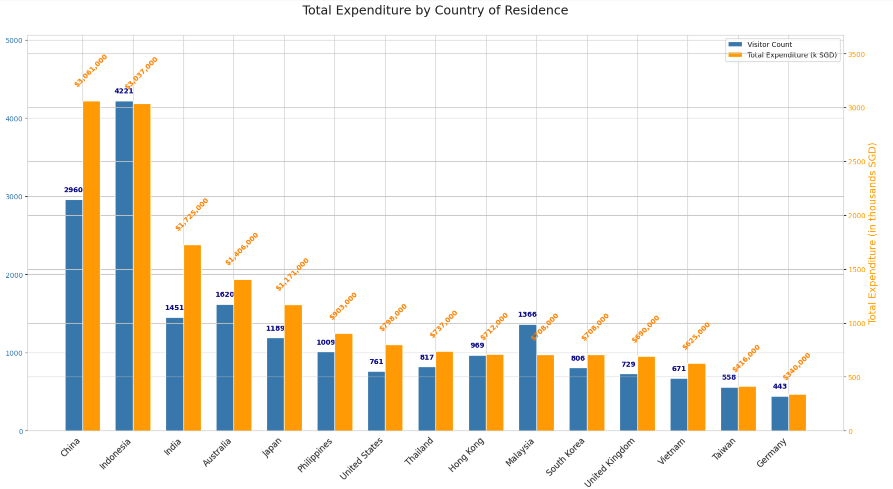 Total Expenditure by Country of Residence
Visitor Count
Total Expenditure (k SGD)
5000
4000
3000
2000
1000
0
3500
3000
2500
2000
1500
1000
500
0
Total Expenditure (in thousands SGD)
2960
$3,061,000
4221
$3,037,000
1451
$1,725,000
1620
$1,406,000
1189
$1,171,000
1009
$903,000
761
$798,000
817
$737,000
969
$712,000
1366
$708,000
806
$708,000
729
$690,000
671
$625,000
558
$416,000
443
$340,000
China
Indonesia
India
Australia
Japan
Philippines
United States
Thailand
Hong Kong
Malaysia
South Korea
United Kingdom
Vietnam
Taiwan
Germany